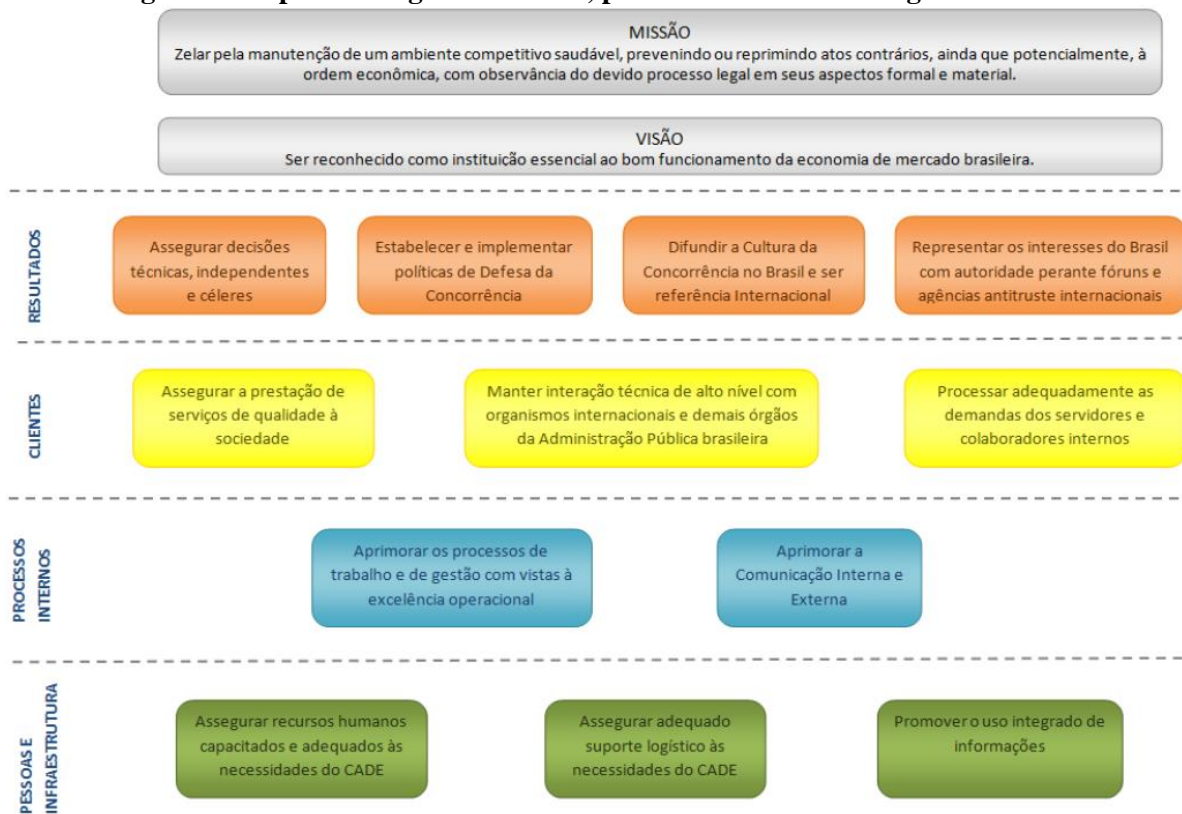 MISSÃO
Zelar pela manutenção de um ambiente competitivo saudável, prevenindo ou reprimindo atos contrários, ainda que potencialmente, à
ordem econômica, com observância do devido processo legal em seus aspectos formal e material.
VISÃO
Ser reconhecido como instituição essencial ao bom funcionamento da economia de mercado brasileira.
RESULTADOS
Assegurar decisões
técnicas, independentes
e céleres
Estabelecer e implementar
políticas de Defesa da
Concorrência
Difundir a Cultura da
Concorrência no Brasil e ser
referência Internacional
Representar os interesses do Brasil
com autoridade perante fóruns e
agências antitruste internacionais
CLIENTES
Assegurar a prestação de
serviços de qualidade à
sociedade
Manter interação técnica de alto nível com
organismos internacionais e demais órgãos
da Administração Pública brasileira
Processar adequadamente as
demandas dos servidores e
colaboradores internos
PROCESSOS
INTERNOS
Aprimorar os processos de
trabalho e de gestão com vistas à
excelência operacional
Aprimorar a
Comunicação Interna e
Externa
PESSOAS E
INFRAESTRUTURA
Assegurar recursos humanos
capacitados e adequados às
necessidades do CADE
Assegurar adequado
suporte logístico às
necessidades do CADE
Promover o uso integrado de
informações